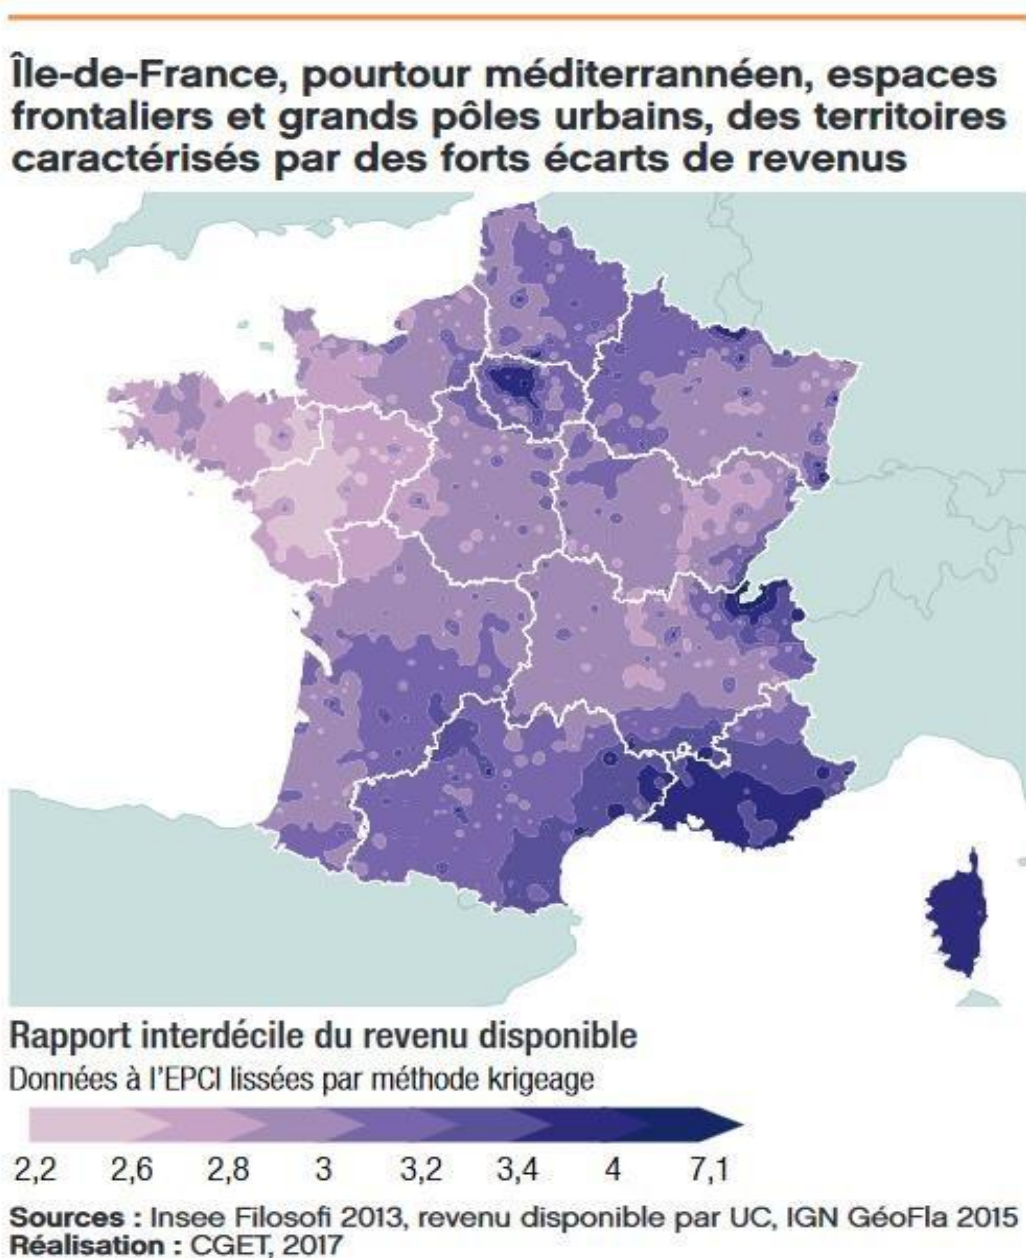 Île-de-France, pourtour méditerrannéen, espaces
frontaliers et grands pôles urbains, des territoires
caractérisés par des forts écarts de revenus
Rapport interdécile du revenu disponible
Données à l'EPCI lissées par méthode krigeage
2,2 2,6 2,8 3 3,2 3,4 4 7,1
Sources : Insee Filosofi 2013, revenu disponible par UC, IGN GéoFla 2015
Réalisation : CGET, 2017